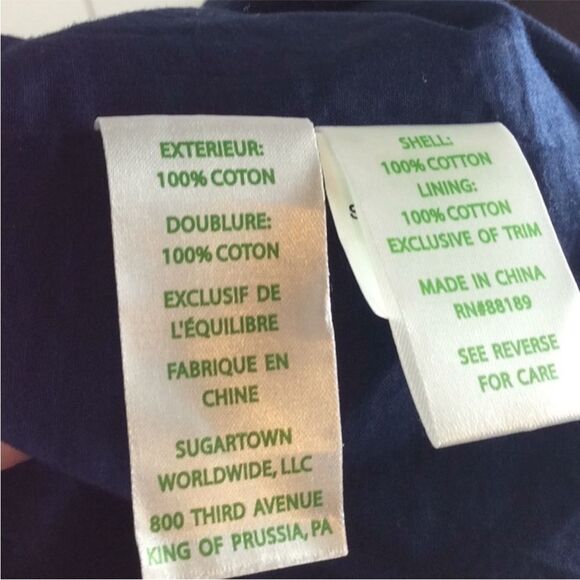 EXTERIEUR:
100% COTON
DOUBLURE:
100% COTON
EXCLUSIF DE
L'ÉQUILIBRE
FABRIQUE EN
CHINE
SUGARTOWN
WORLDWIDE, LLC
800 THIRD AVENUE
KING OF PRUSSIA, PA
SHELL:
100% COTTON
LINING:
100% COTTON
EXCLUSIVE OF TRIM
MADE IN CHINA
RN#88189
SEE REVERSE
FOR CARE
S